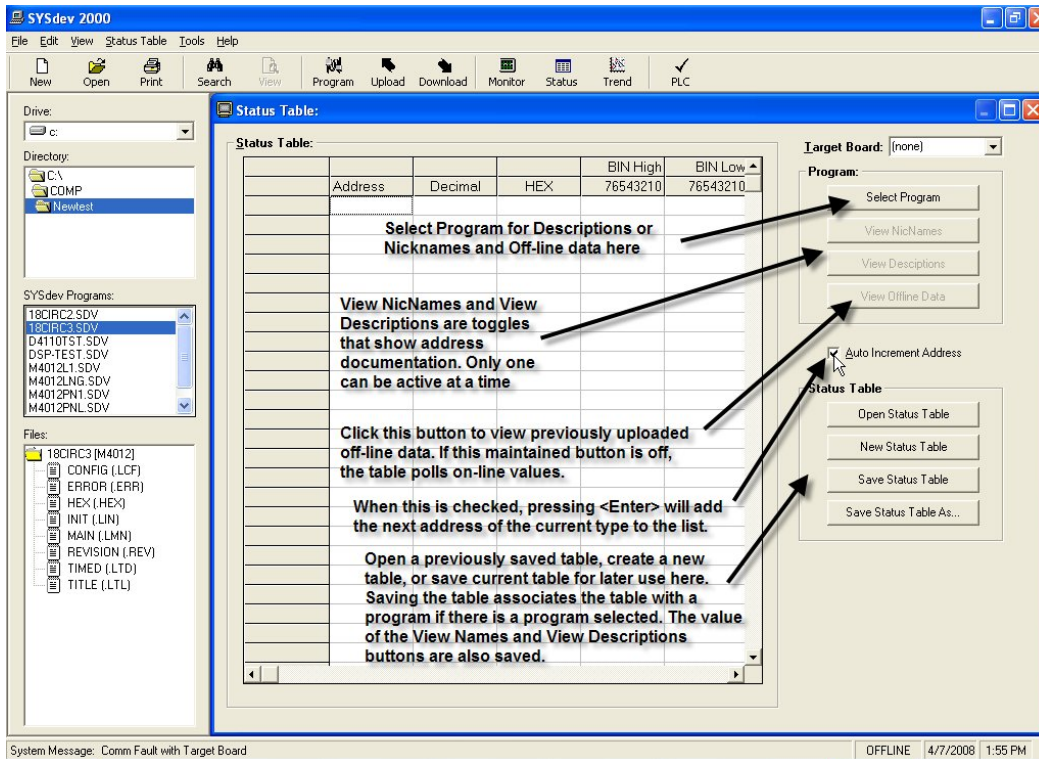 SYSdev 2000
File Edit View Status Table Tools Help
New Open Print Search View Program Upload Download Monitor Status Trend PLC
Drive:
c:
Directory:
C:\
COMP
Newtest
SYSdev Programs:
18CIRC2.SDV
18CIRC3.SDV
D4110TST.SDV
DSP-TEST.SDV
M4012L1.SDV
M4012LNG.SDV
M4012PN1.SDV
M4012PNL.SDV
Files:
18CIRC3 [M4012]
CONFIG (.LCF)
ERROR (.ERR)
HEX (.HEX)
INIT (.LIN)
MAIN (.LMN)
REVISION (.REV)
TIMED (.LTD)
TITLE (.LTL)
Status Table:
Status Table:
BIN High BIN Low
Address Decimal HEX 76543210 76543210
Select Program for Descriptions or
Nicknames and Off-line data here
View NicNames and View
Descriptions are toggles
that show address
documentation. Only one
can be active at a time
Click this button to view previously uploaded
off-line data. If this maintained button is off,
the table polls on-line values.
When this is checked, pressing <Enter> will add
the next address of the current type to the list.
Open a previously saved table, create a new
table, or save current table for later use here.
Saving the table associates the table with a
program if there is a program selected. The value
of the View Names and View Descriptions
buttons are also saved.
Target Board: (none)
Program:
Select Program
View NicNames
View Desciptions
View Offline Data
Auto Increment Address
Status Table
Open Status Table
New Status Table
Save Status Table
Save Status Table As...
System Message: Comm Fault with Target Board
OFFLINE 4/7/2008 1:55 PM